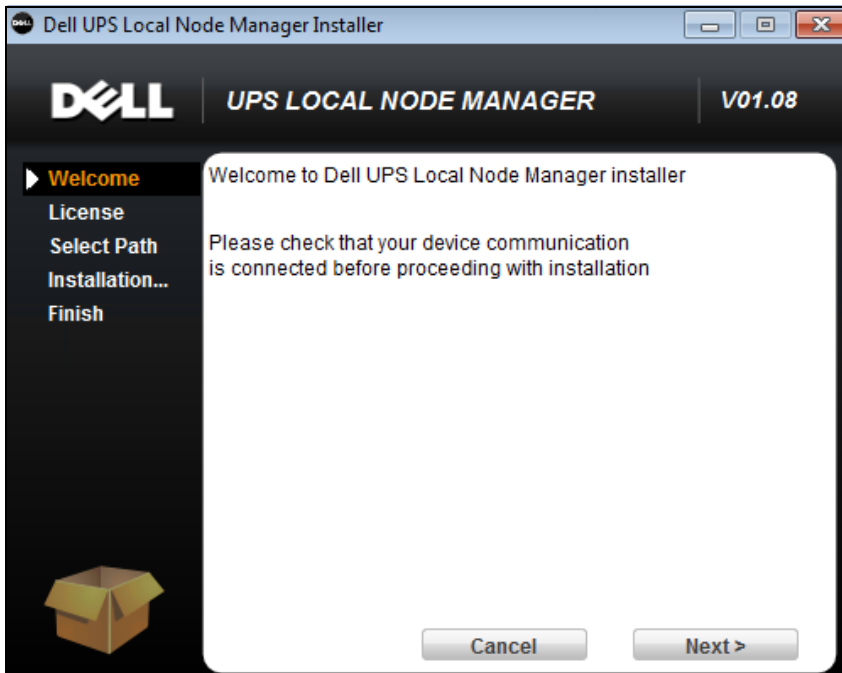 Dell UPS Local Node Manager Installer
DELL
UPS LOCAL NODE MANAGER
V01.08
Welcome
License
Select Path
Installation...
Finish
Welcome to Dell UPS Local Node Manager installer
Please check that your device communication
is connected before proceeding with installation
Cancel
Next >